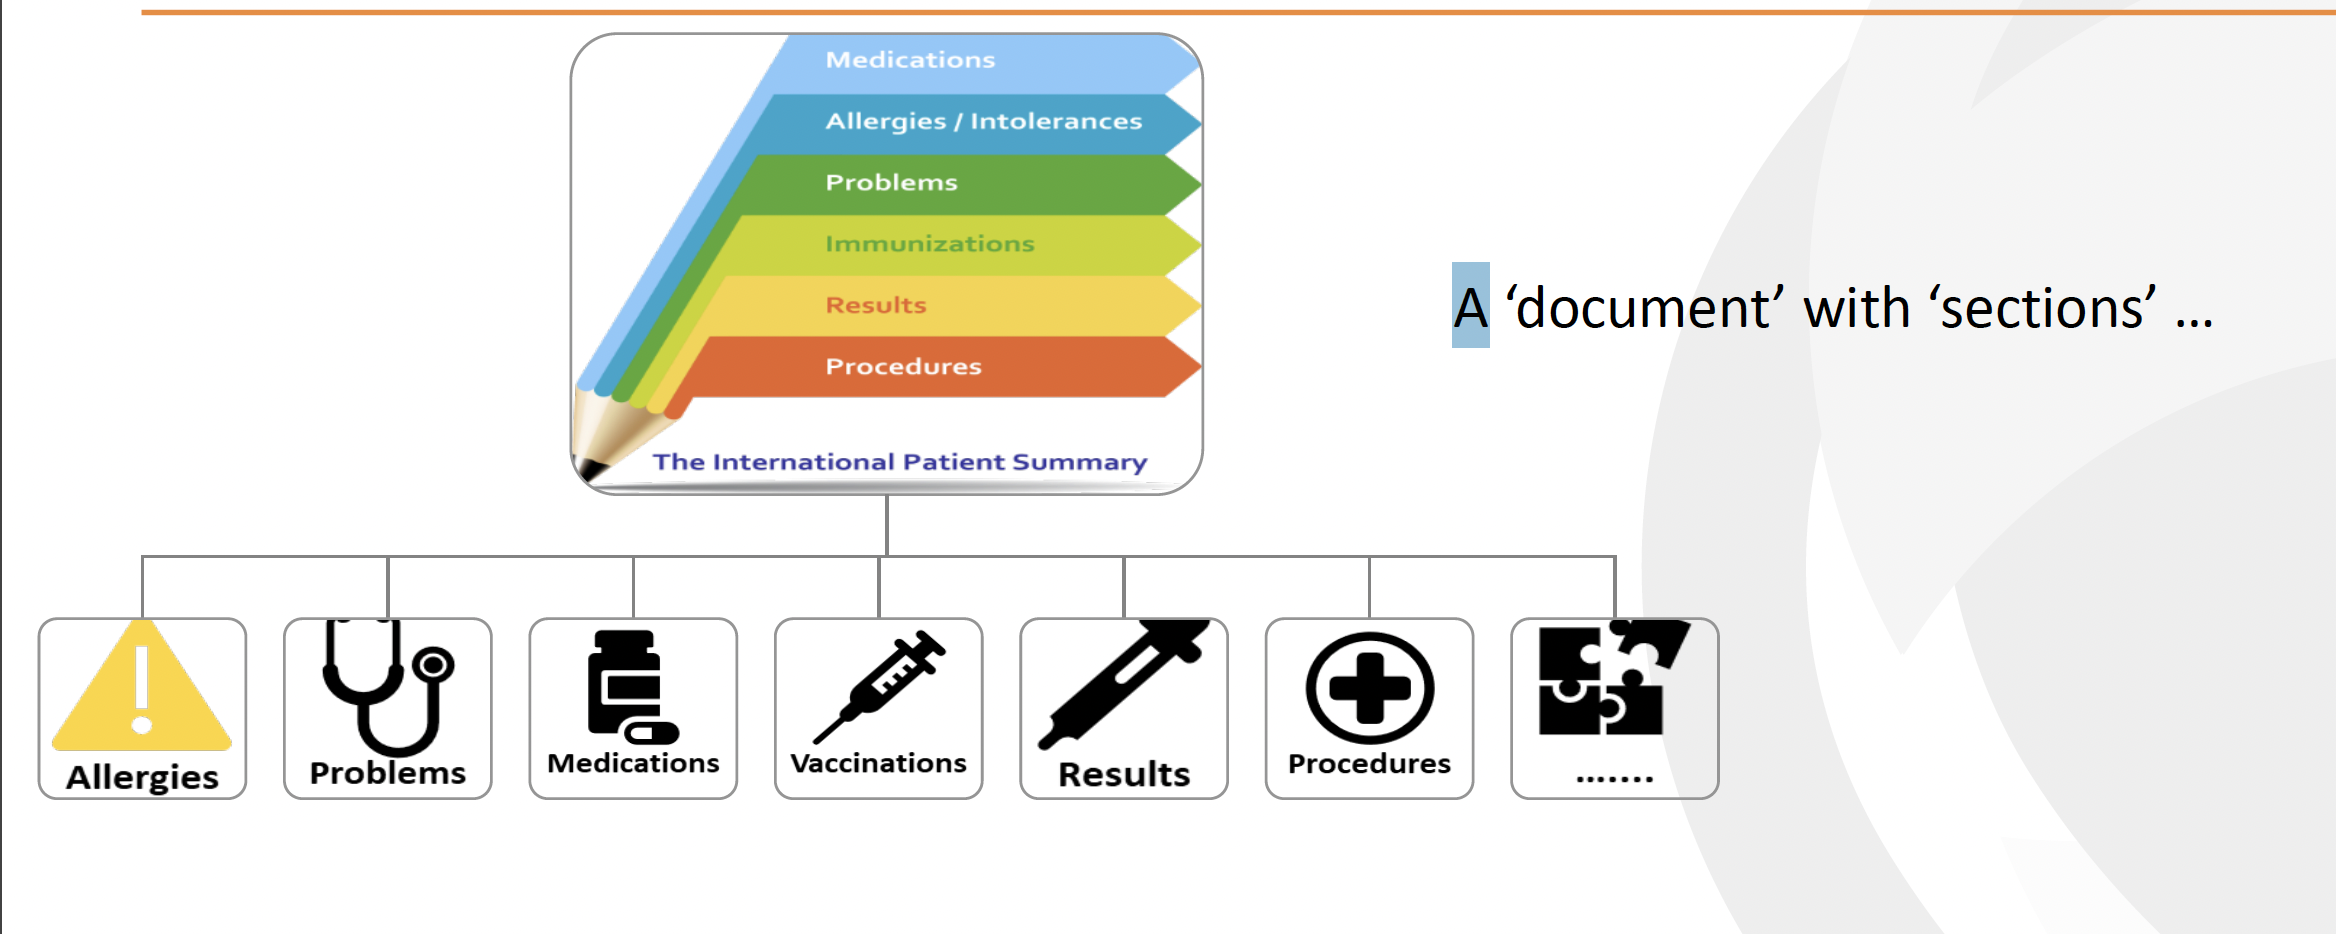 Medications
Allergies / Intolerances
Problems
Immunizations
Results
Procedures
The International Patient Summary
A ‘document’ with ‘sections’ ...
Allergies
Problems
Medications
Vaccinations
Results
Procedures
.......